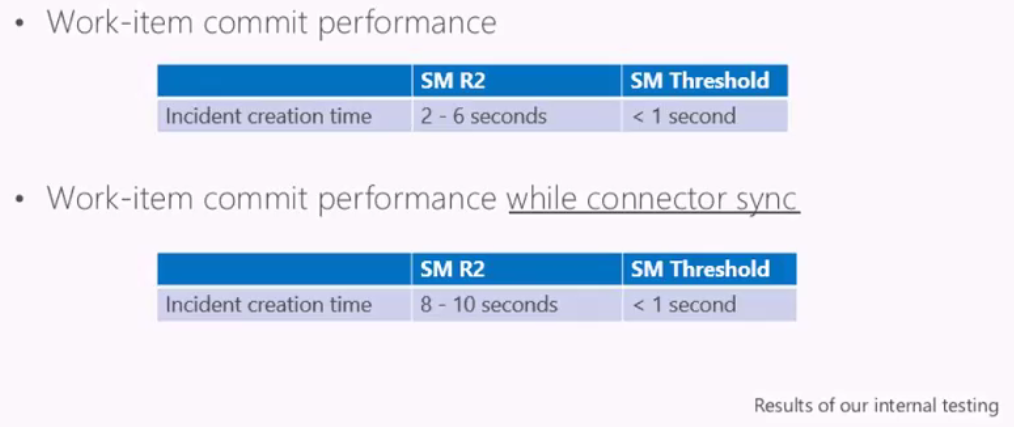 • Work-item commit performance
SM R2 SM Threshold
Incident creation time 2 - 6 seconds < 1 second
• Work-item commit performance while connector sync
SM R2 SM Threshold
Incident creation time 8 - 10 seconds < 1 second
Results of our internal testing